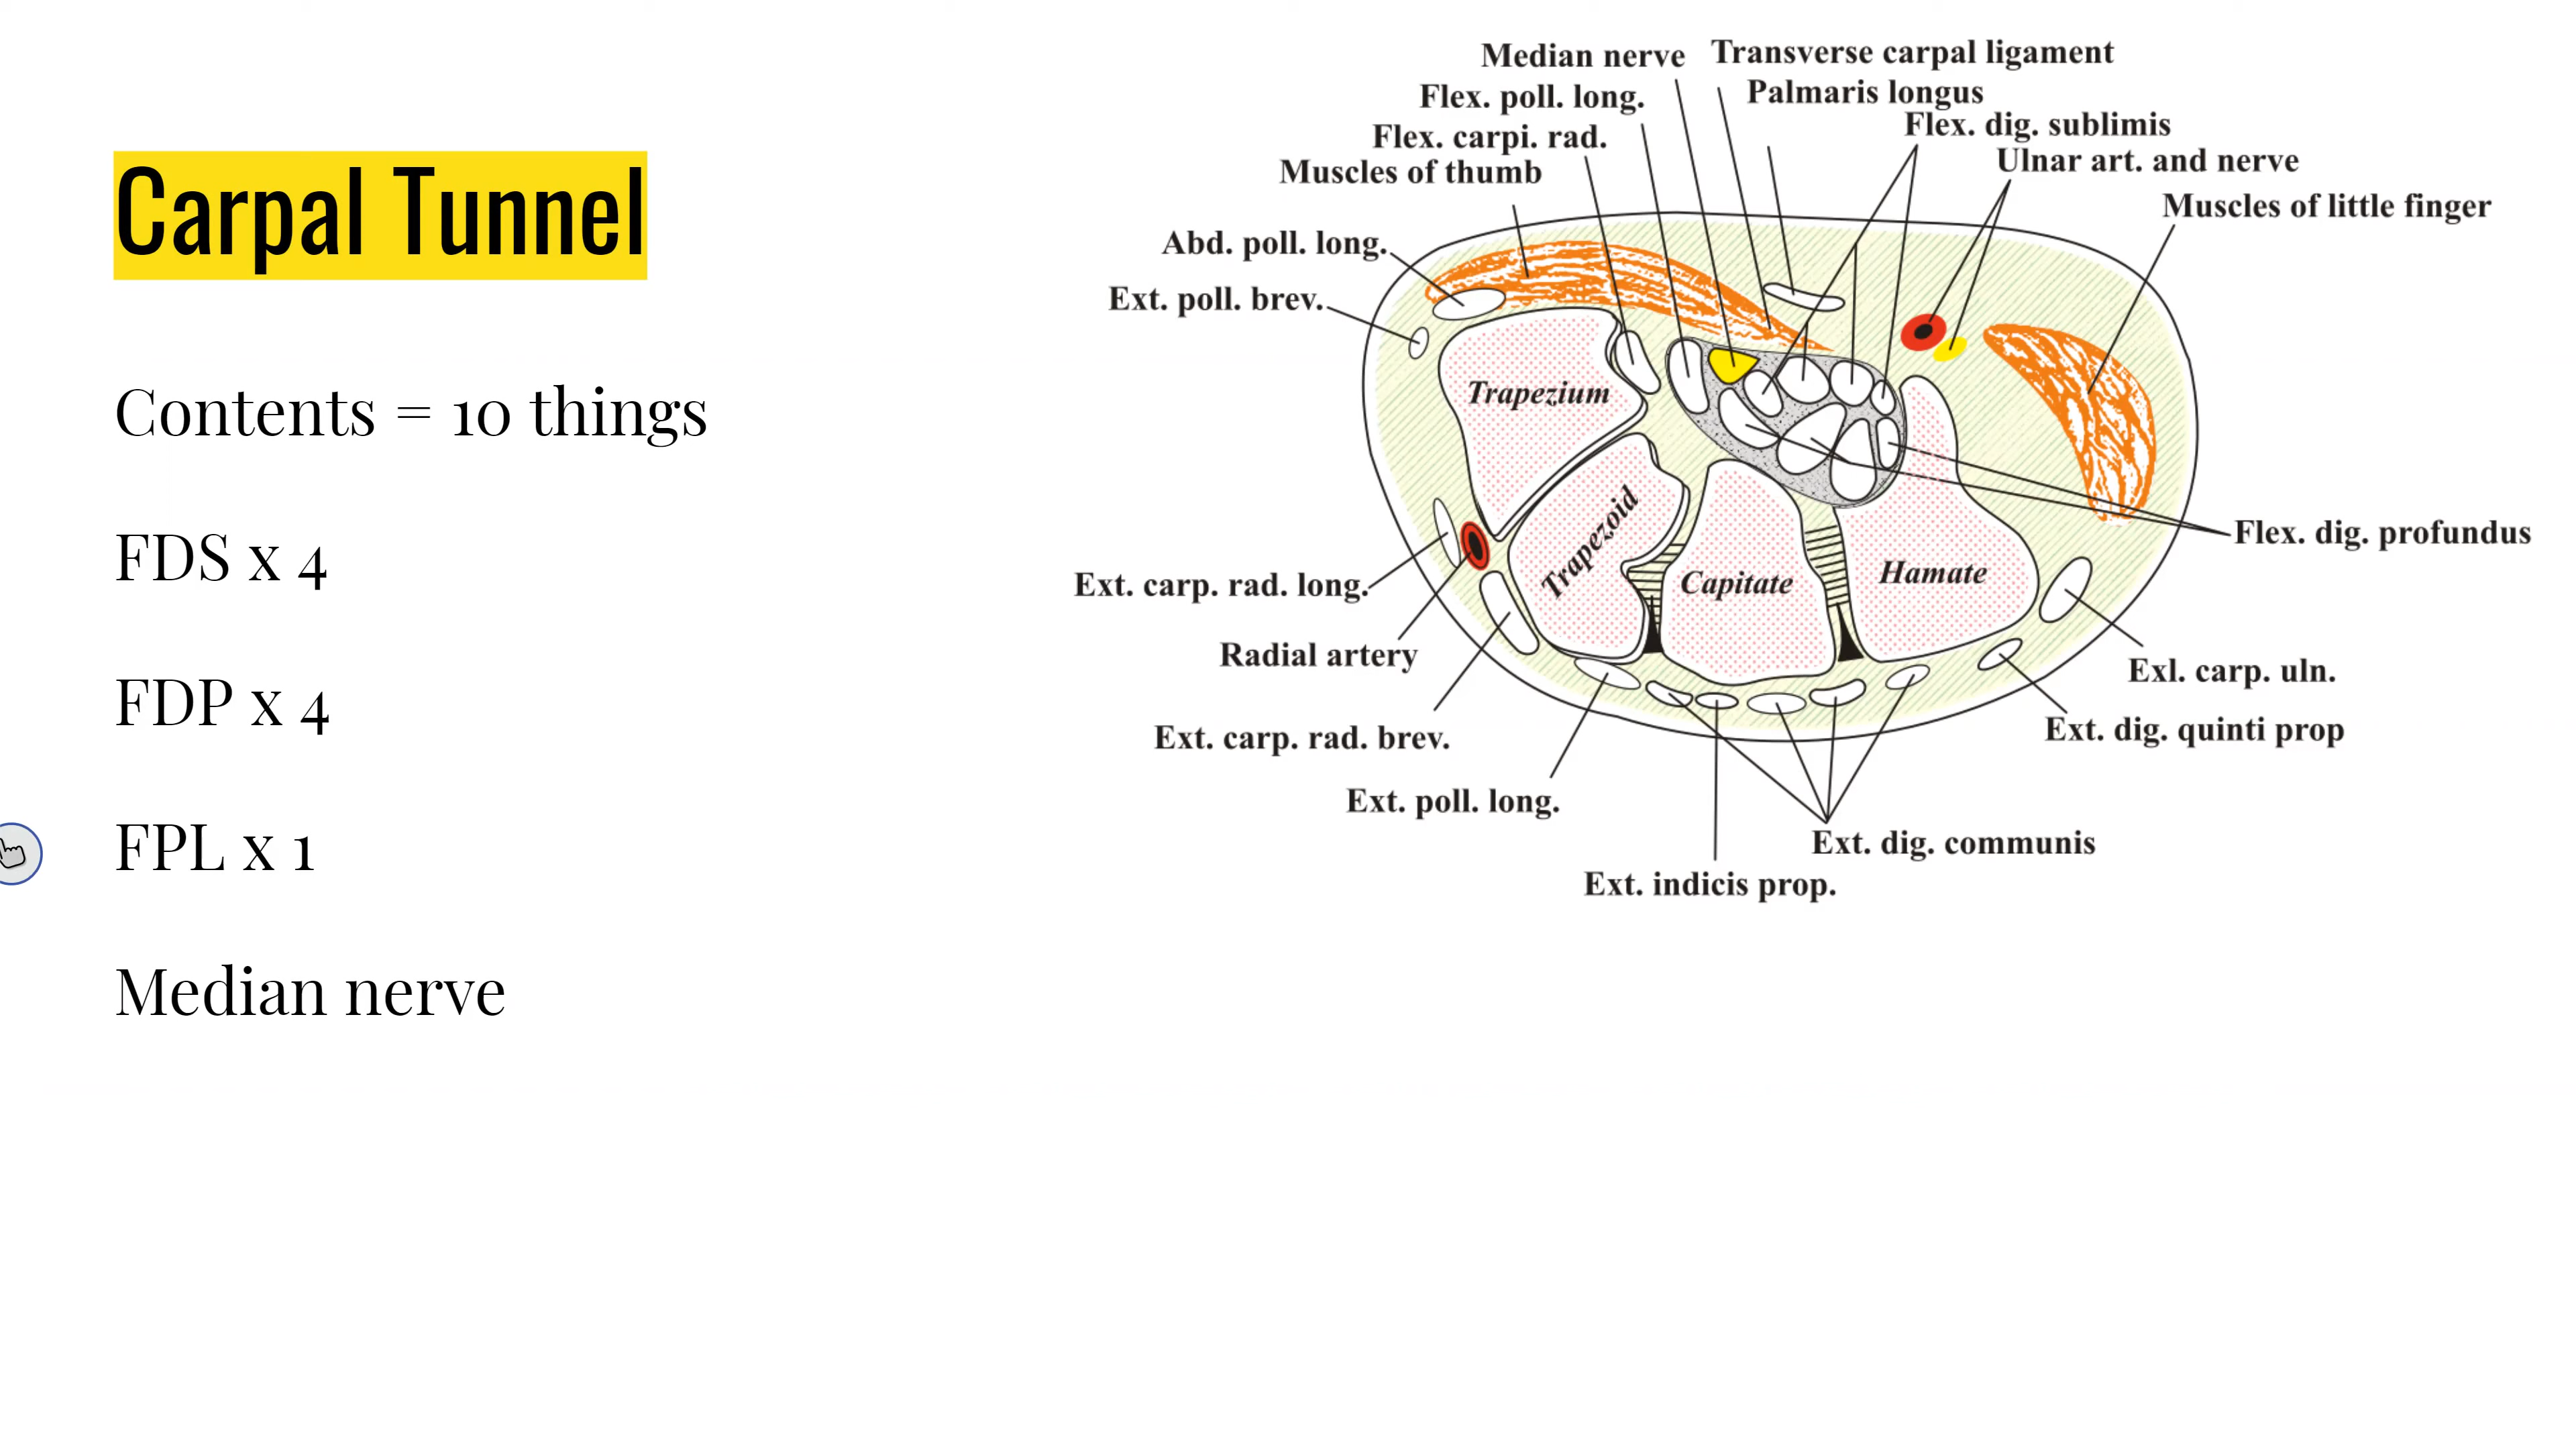 Carpal Tunnel
Contents = 10 things
FDS x 4
FDP x 4
FPL x 1
Median nerve
Median nerve
Transverse carpal ligament
Flex. poll. long.
Palmaris longus
Flex. carpi. rad.
Flex. dig. sublimis
Muscles of thumb
Ulnar art. and nerve
Muscles of little finger
Abd. poll. long.
Ext. poll. brev.
Trapezium
Trapezoid
Capitate
Hamate
Flex. dig. profundus
Ext. carp. rad. long.
Radial artery
Exl. carp. uln.
Ext. carp. rad. brev.
Ext. dig. quinti prop
Ext. poll. long.
Ext. dig. communis
Ext. indicis prop.